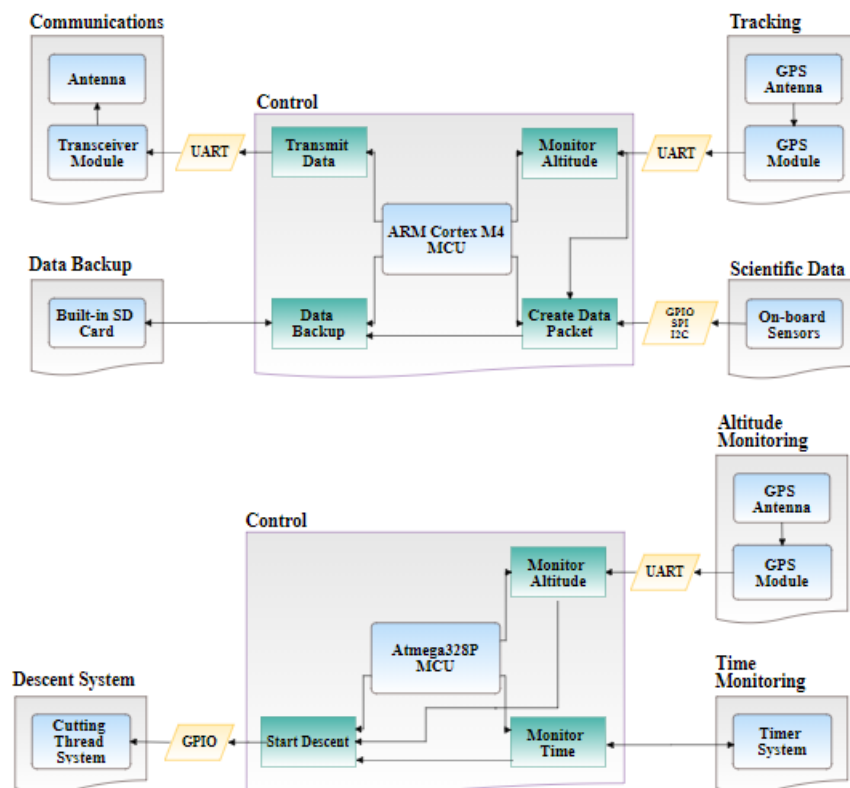 Communications
Antenna
Transceiver
Module
UART
Control
Transmit
Data
Monitor
Altitude
ARM Cortex M4
MCU
Data
Backup
Create Data
Packet
UART
Tracking
GPS
Antenna
GPS
Module
Data Backup
Built-in SD
Card
GPIO
SPI
I2C
Scientific Data
On-board
Sensors
Altitude
Monitoring
GPS
Antenna
GPS
Module
UART
Control
Monitor
Altitude
Atmega328P
MCU
Start Descent
Monitor
Time
Descent System
Cutting
Thread
System
GPIO
Time
Monitoring
Timer
System